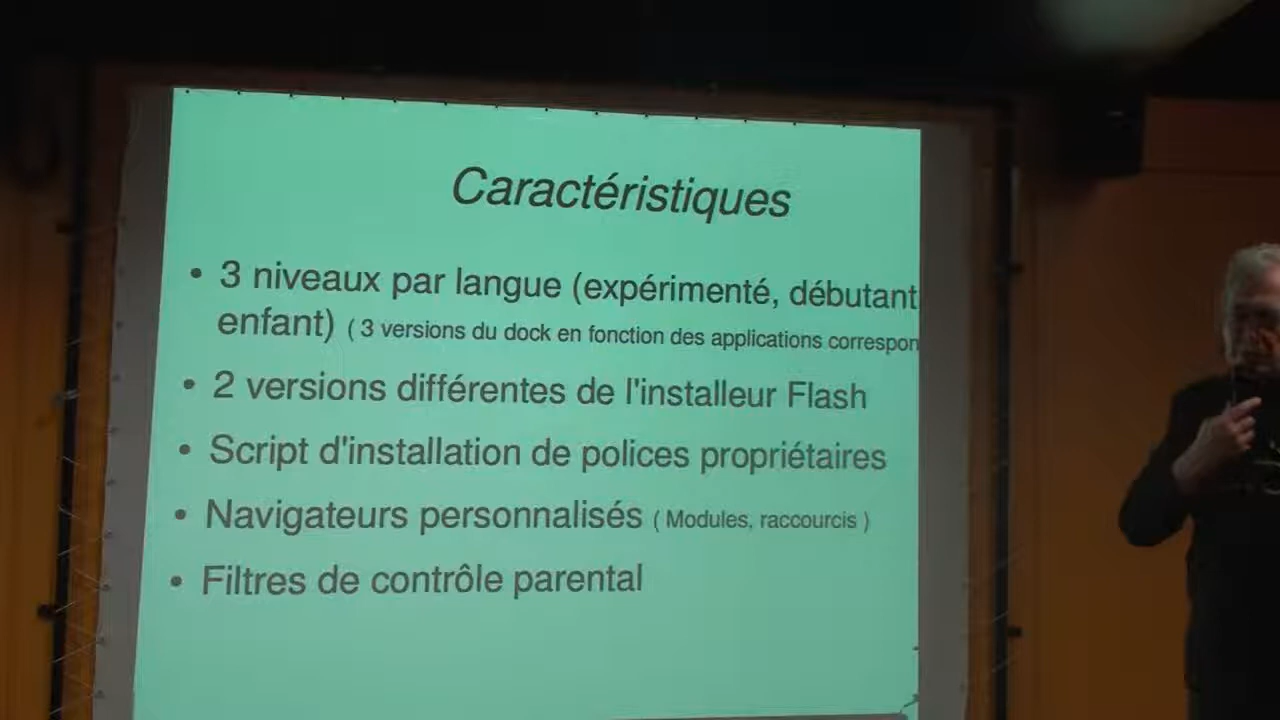 Caractéristiques
• 3 niveaux par langue (expérimenté, débutant
enfant) ( 3 versions du dock en fonction des applications correspon
• 2 versions différentes de l'installeur Flash
• Script d'installation de polices propriétaires
• Navigateurs personnalisés ( Modules, raccourcis )
• Filtres de contrôle parental